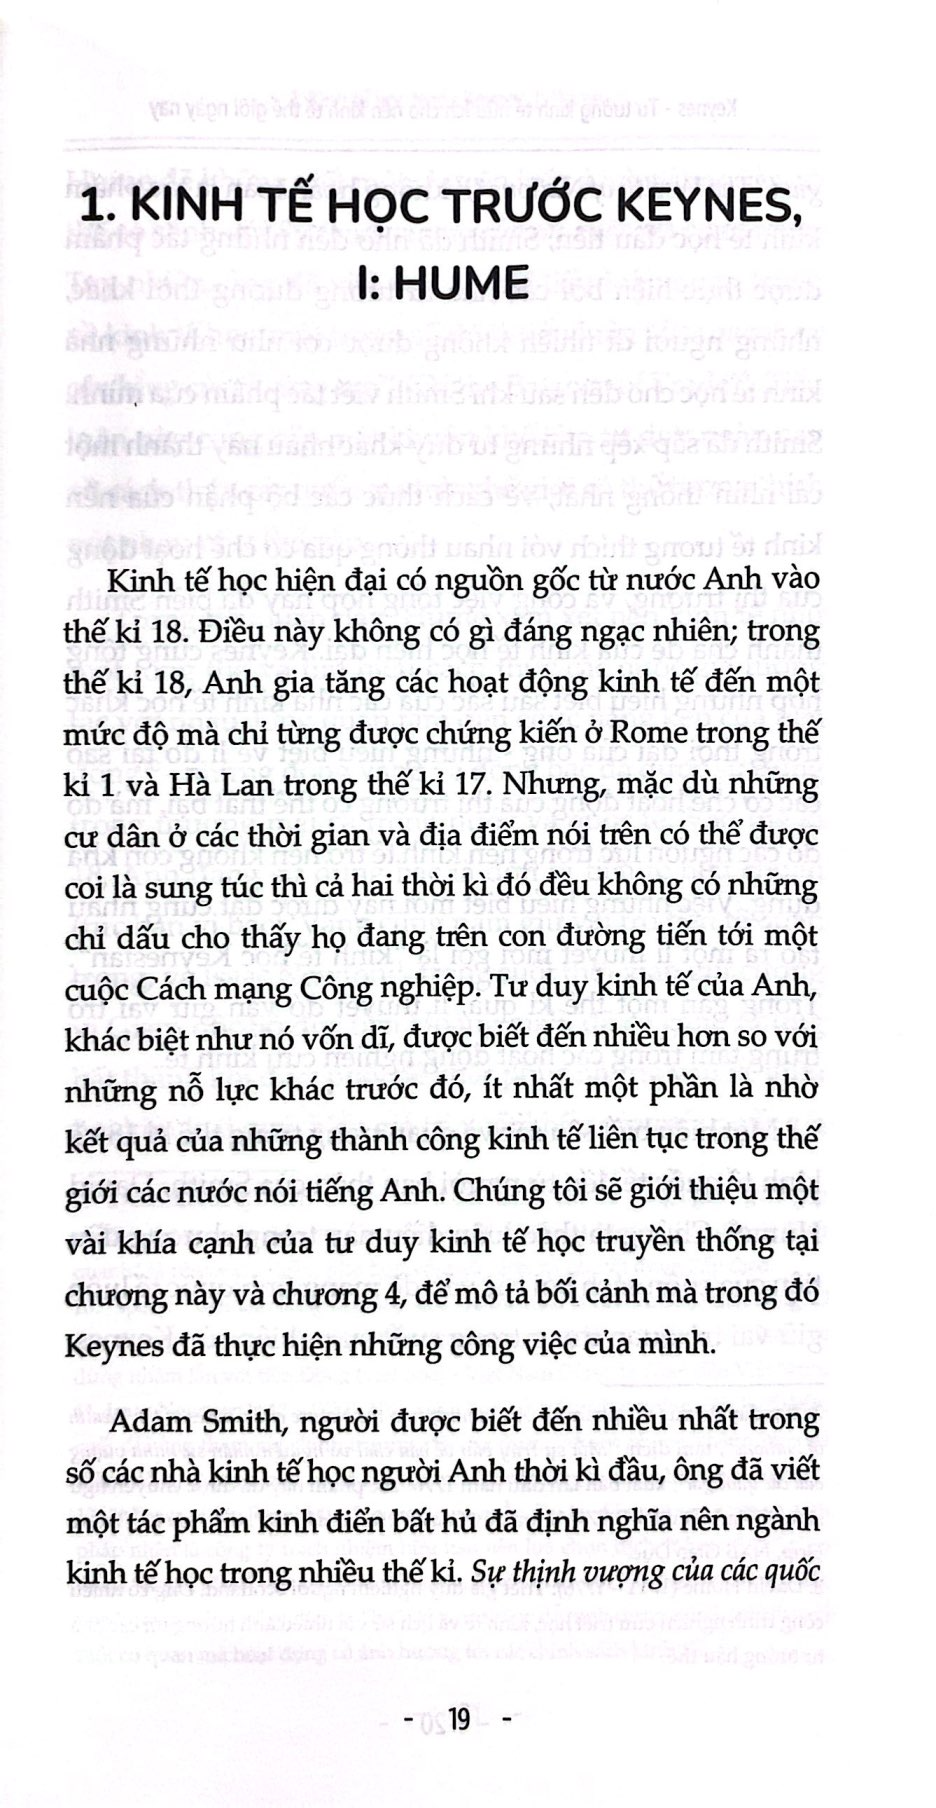 1. KINH TẾ HỌC TRƯỚC KEYNES,
I: HUME
Kinh tế học hiện đại có nguồn gốc từ nước Anh vào
thế kỉ 18. Điều này không có gì đáng ngạc nhiên; trong
thế kỉ 18, Anh gia tăng các hoạt động kinh tế đến một
mức độ mà chỉ từng được chứng kiến ở Rome trong thế
kỉ 1 và Hà Lan trong thế kỉ 17. Nhưng, mặc dù những
cư dân ở các thời gian và địa điểm nói trên có thể được
coi là sung túc thì cả hai thời kì đó đều không có những
chỉ dấu cho thấy họ đang trên con đường tiến tới một
cuộc Cách mạng Công nghiệp. Tư duy kinh tế của Anh,
khác biệt như nó vốn dĩ, được biết đến nhiều hơn so với
những nỗ lực khác trước đó, ít nhất một phần là nhờ
kết quả của những thành công kinh tế liên tục trong thế
giới các nước nói tiếng Anh. Chúng tôi sẽ giới thiệu một
vài khía cạnh của tư duy kinh tế học truyền thống tại
chương này và chương 4, để mô tả bối cảnh mà trong đó
Keynes đã thực hiện những công việc của mình.
Adam Smith, người được biết đến nhiều nhất trong
số các nhà kinh tế học người Anh thời kì đầu, ông đã viết
một tác phẩm kinh điển bất hủ đã định nghĩa nên ngành
kinh tế học trong nhiều thế kỉ. Sự thịnh vượng của các quốc
- 19 -